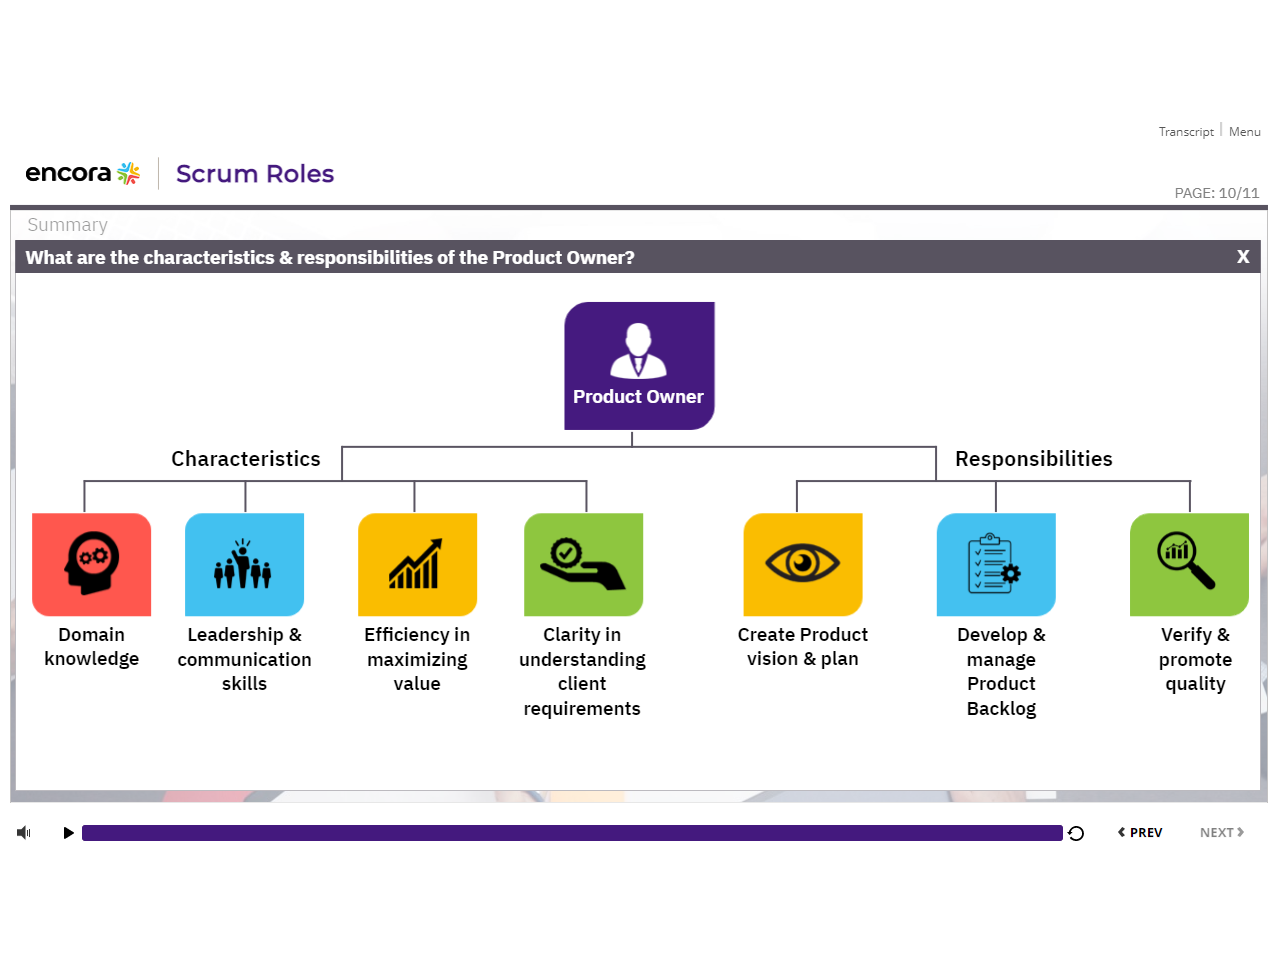 Transcript | Menu
encora
Scrum Roles
PAGE: 10/11
Summary
What are the characteristics & responsibilities of the Product Owner?
X
Product Owner
Characteristics
Responsibilities
Domain
knowledge
Leadership &
communication
skills
Efficiency in
maximizing
value
Clarity in
understanding
client
requirements
Create Product
vision & plan
Develop &
manage
Product
Backlog
Verify &
promote
quality
PREV
NEXT